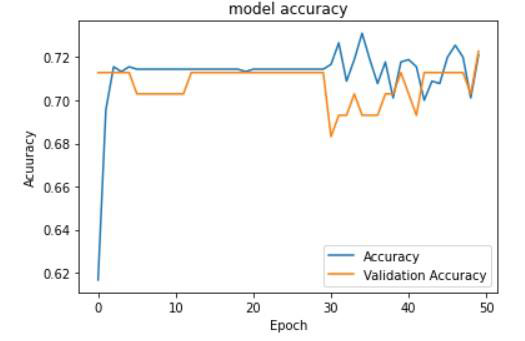 model accuracy
0.72
0.70
0.68
0.66
0.64
0.62
Acuuracy
Accuracy
Validation Accuracy
0 10 20 30 40 50
Epoch